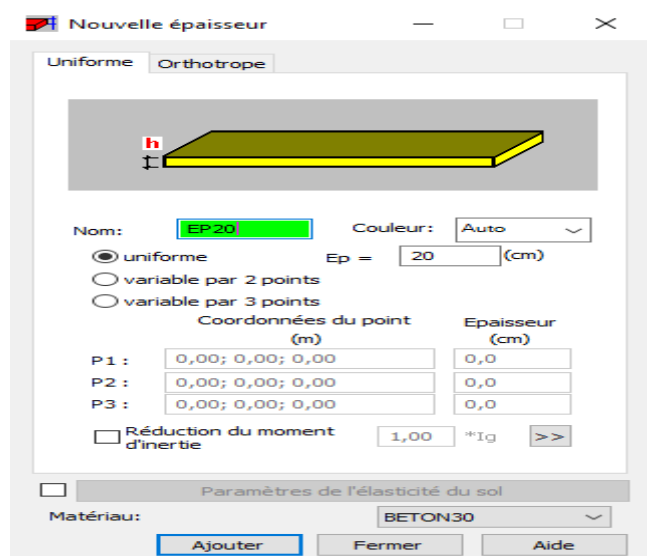 Nouvelle épaisseur
Uniforme Orthotrope
h
Nom: EP20 Couleur: Auto
uniforme Ep = 20 (cm)
variable par 2 points
variable par 3 points
Coordonnées du point Epaisseur
(m) (cm)
P1 : 0,00; 0,00; 0,00 0,0
P2 : 0,00; 0,00; 0,00 0,0
P3 : 0,00; 0,00; 0,00 0,0
Réduction du moment
d'inertie 1,00 *Ig >>
Paramètres de l'élasticité du sol
Matériau: BETON30
Ajouter Fermer Aide